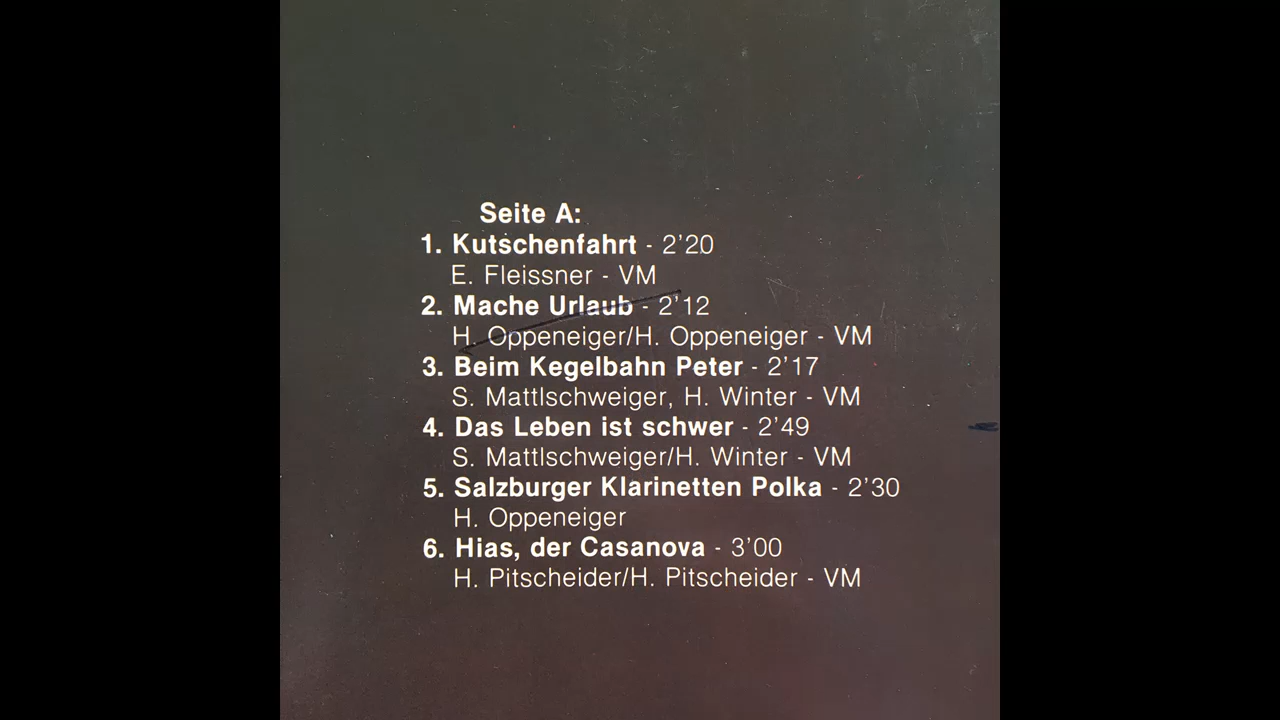 Seite A:
1. Kutschenfahrt - 2'20
E. Fleissner - VM
2. Mache Urlaub - 2'12
H. Oppeneiger/H. Oppeneiger - VM
3. Beim Kegelbahn Peter - 2'17
S. Mattlschweiger, H. Winter - VM
4. Das Leben ist schwer - 2'49
S. Mattlschweiger/H. Winter - VM
5. Salzburger Klarinetten Polka - 2'30
H. Oppeneiger
6. Hias, der Casanova - 3'00
H. Pitscheider/H. Pitscheider - VM